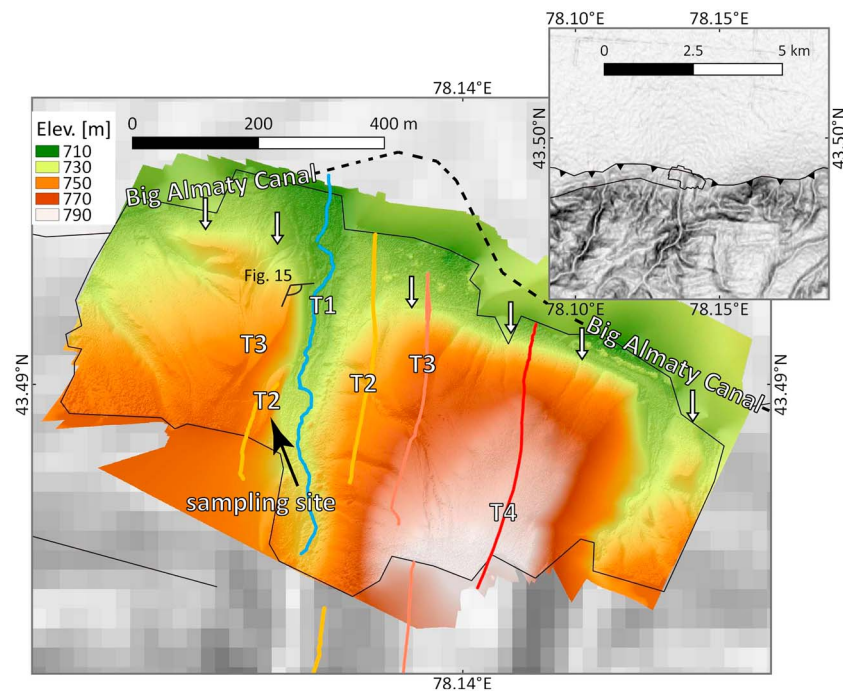 78.10°E 78.15°E
0 2.5 5 km
43.50°N
43.50°N
78.10°E 78.15°E
78.14°E
Elev. [m]
710
730
750
770
790
0 200 400 m
Big Almaty Canal
Fig. 15
T1
T3
T2
T2
T3
T4
Big Almaty Canal
sampling site
43.49°N
43.49°N
78.14°E